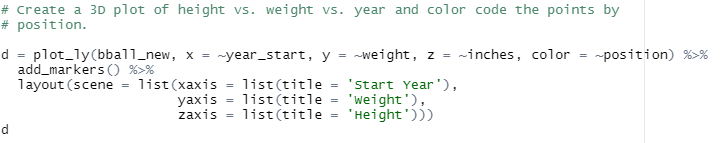 # Create a 3D plot of height vs. weight vs. year and color code the points by
# position.
d = plot_ly(bball_new, x = ~year_start, y = ~weight, z = ~inches, color = ~position) %>%
  add_markers() %>%
  layout(scene = list(xaxis = list(title = 'Start Year'),
                      yaxis = list(title = 'Weight'),
                      zaxis = list(title = 'Height')))
d